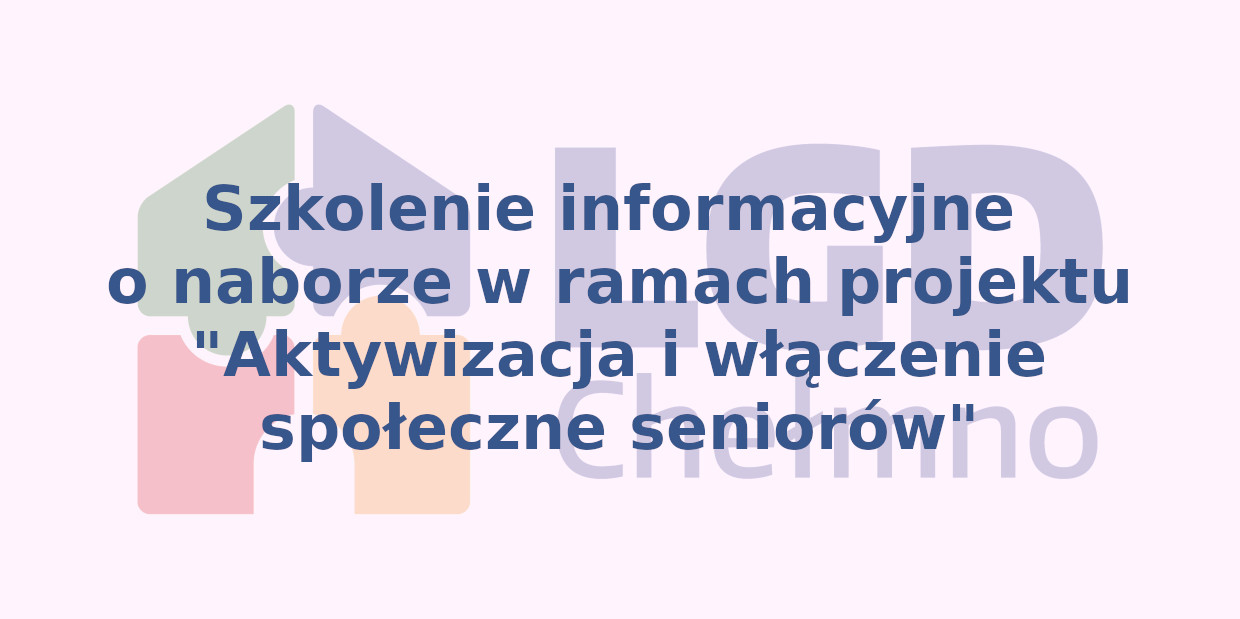 Szkolenie informacyjne
o naborze w ramach projektu
"Aktywizacja i włączenie
społeczne seniorów"
LGD
Chełmno